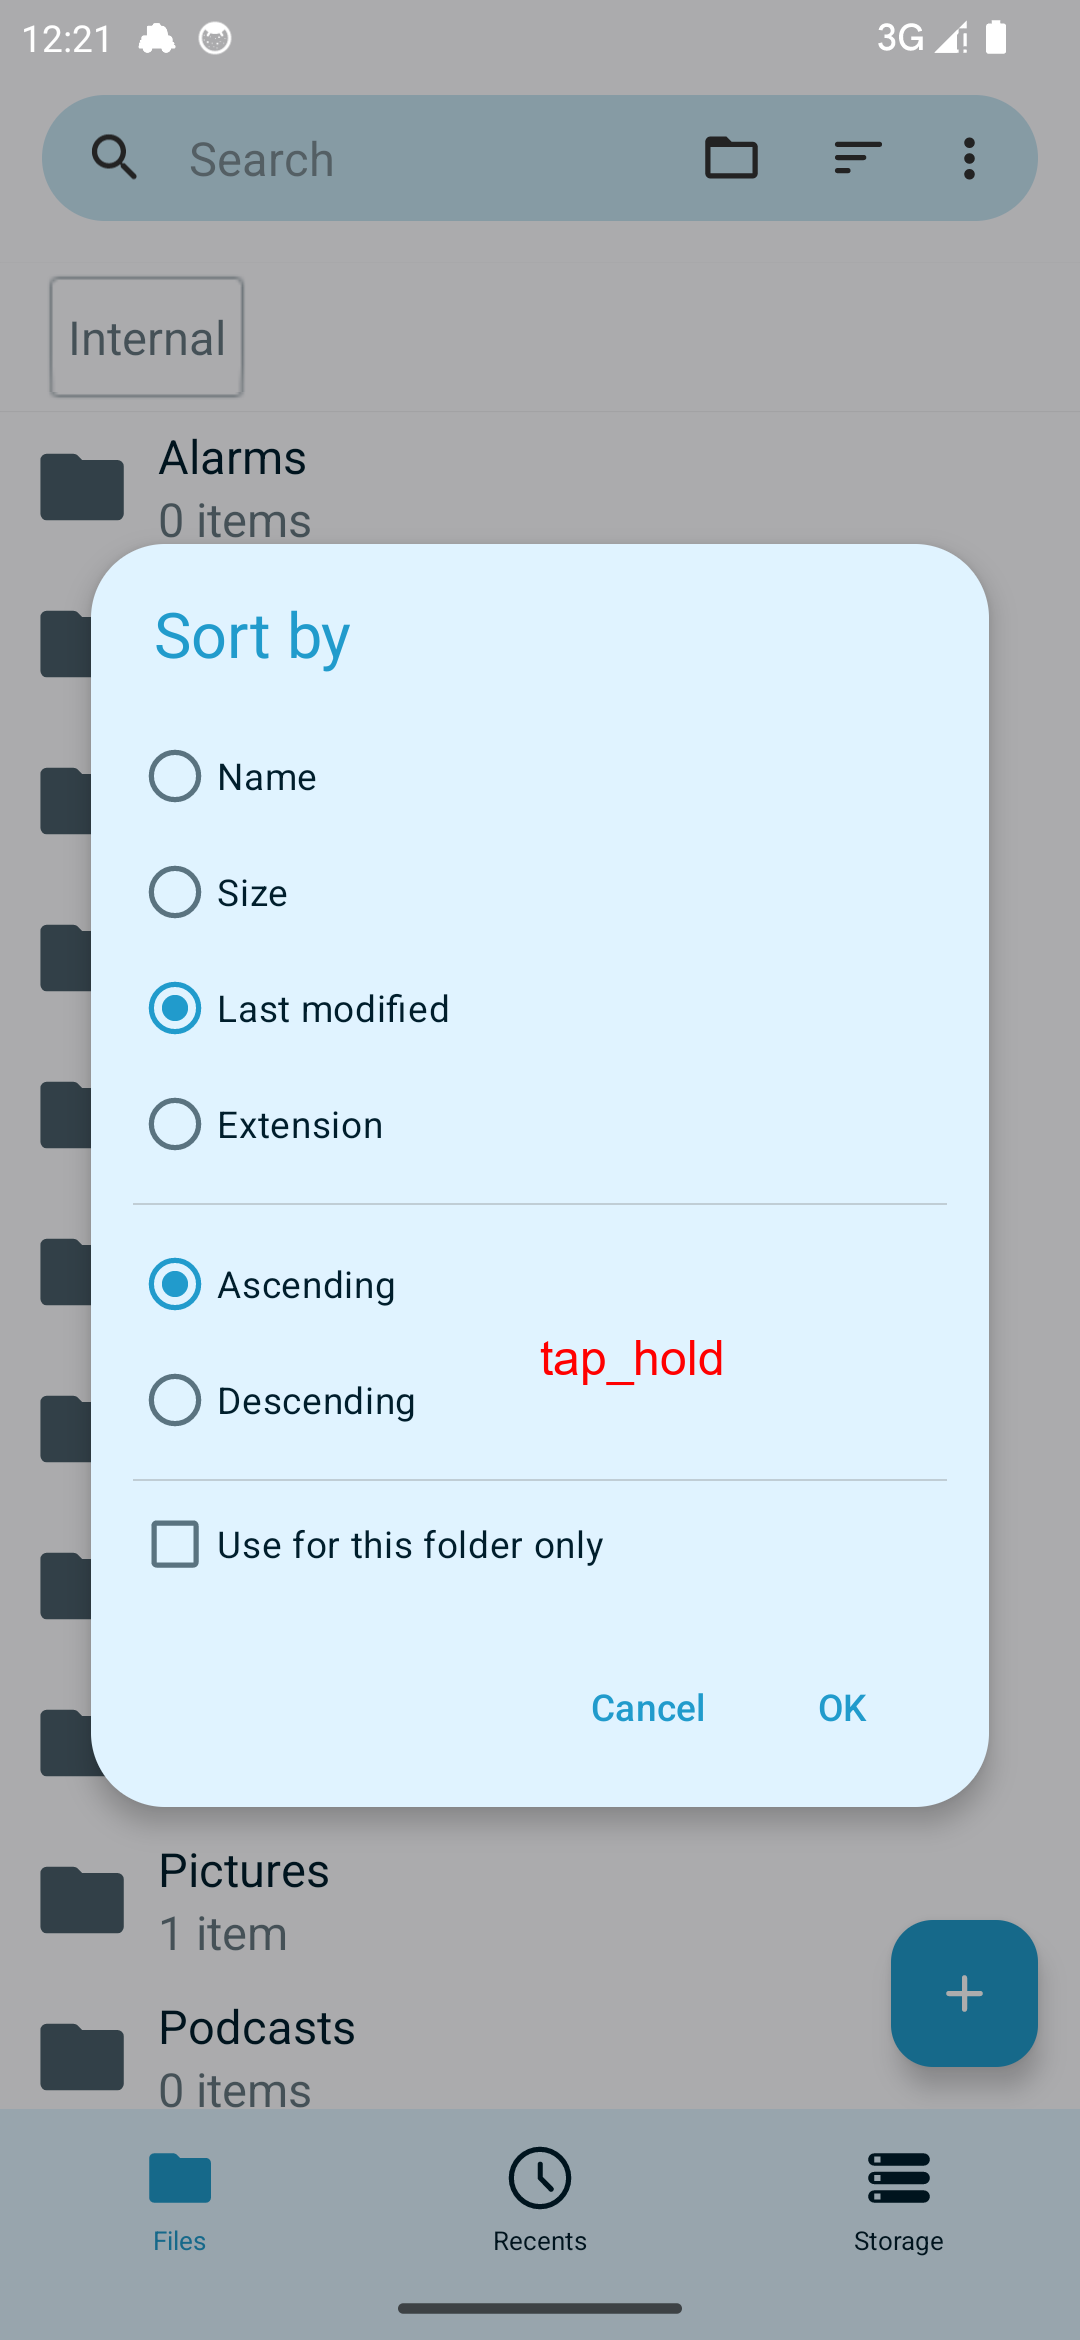 12:21
3G
Search
Internal
Alarms
0 items
Sort by
Name
Size
Last modified
Extension
Ascending
tap_hold
Descending
Use for this folder only
Cancel
OK
Pictures
1 item
Podcasts
0 items
Files
Recents
Storage